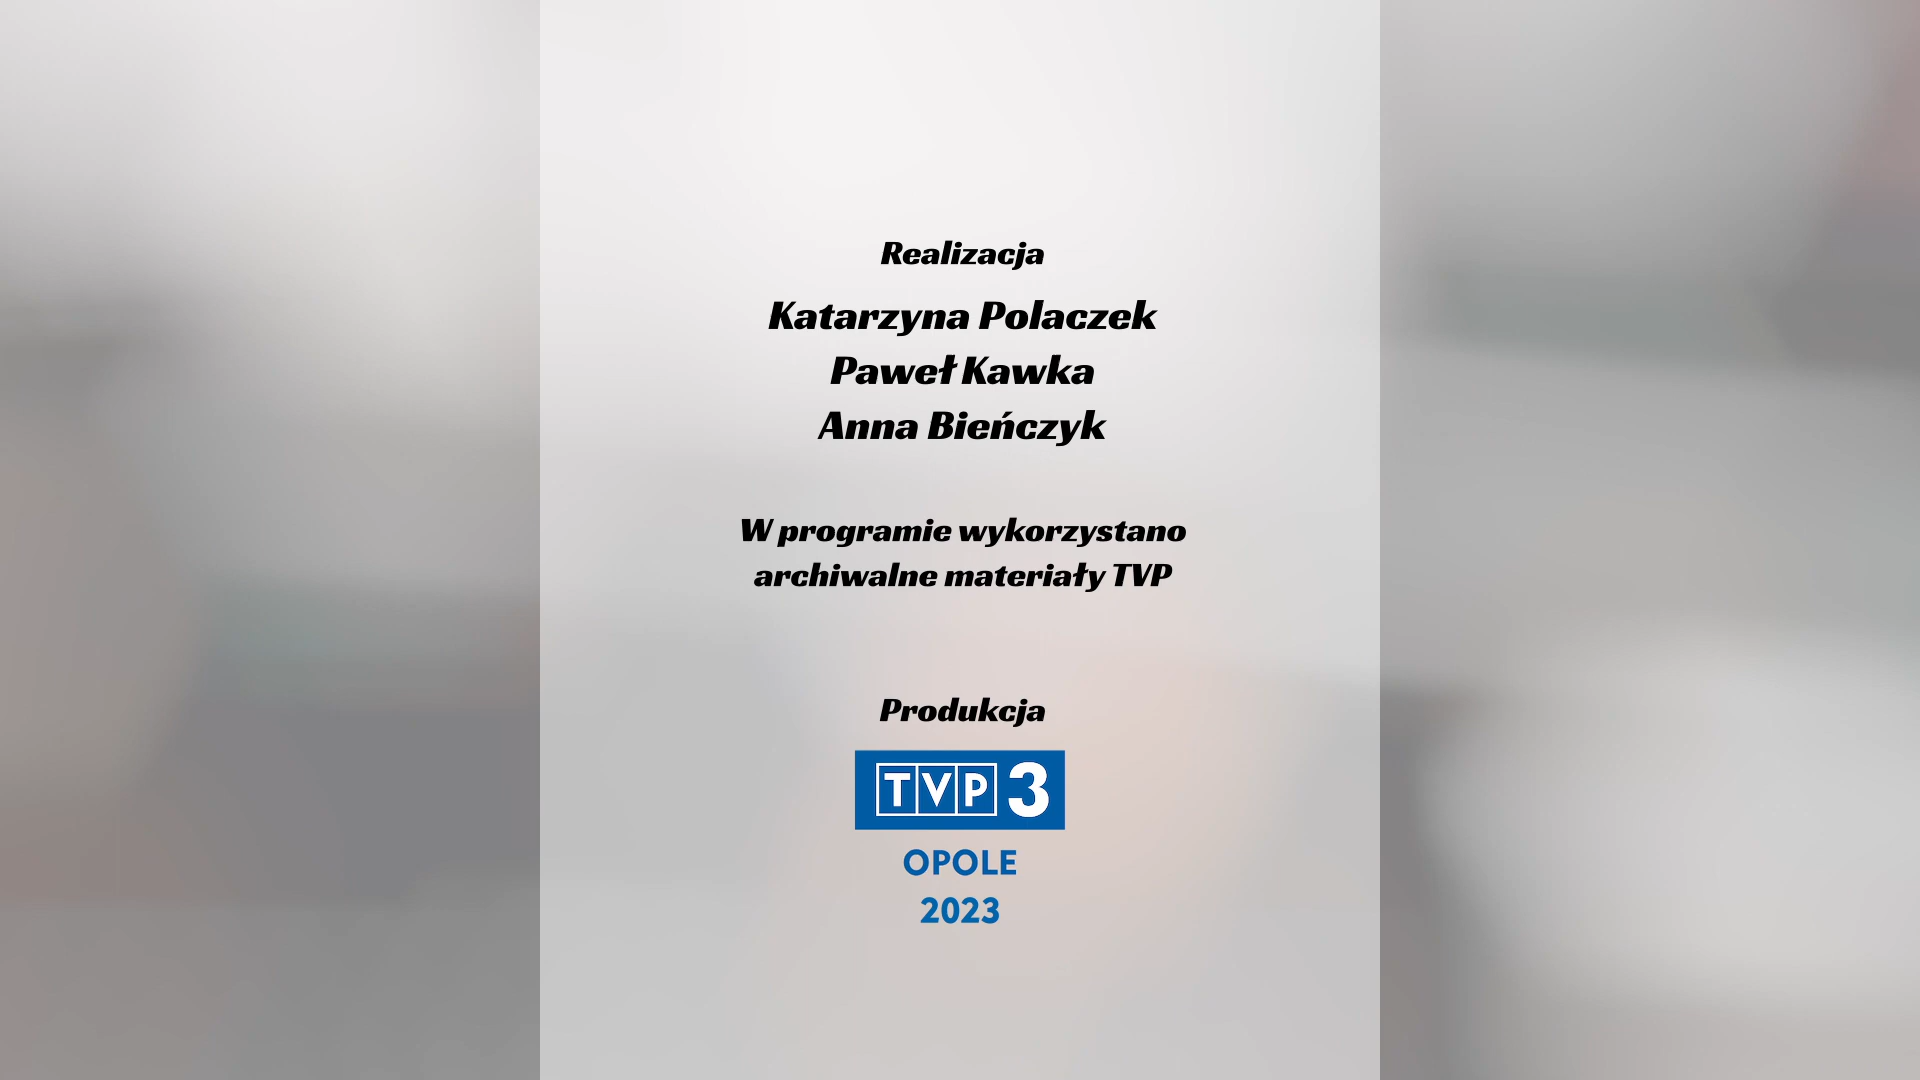 Realizacja
Katarzyna Polaczek
Paweł Kawka
Anna Bieńczyk
W programie wykorzystano
archiwalne materiały TVP
Produkcja
TVP 3
OPOLE
2023